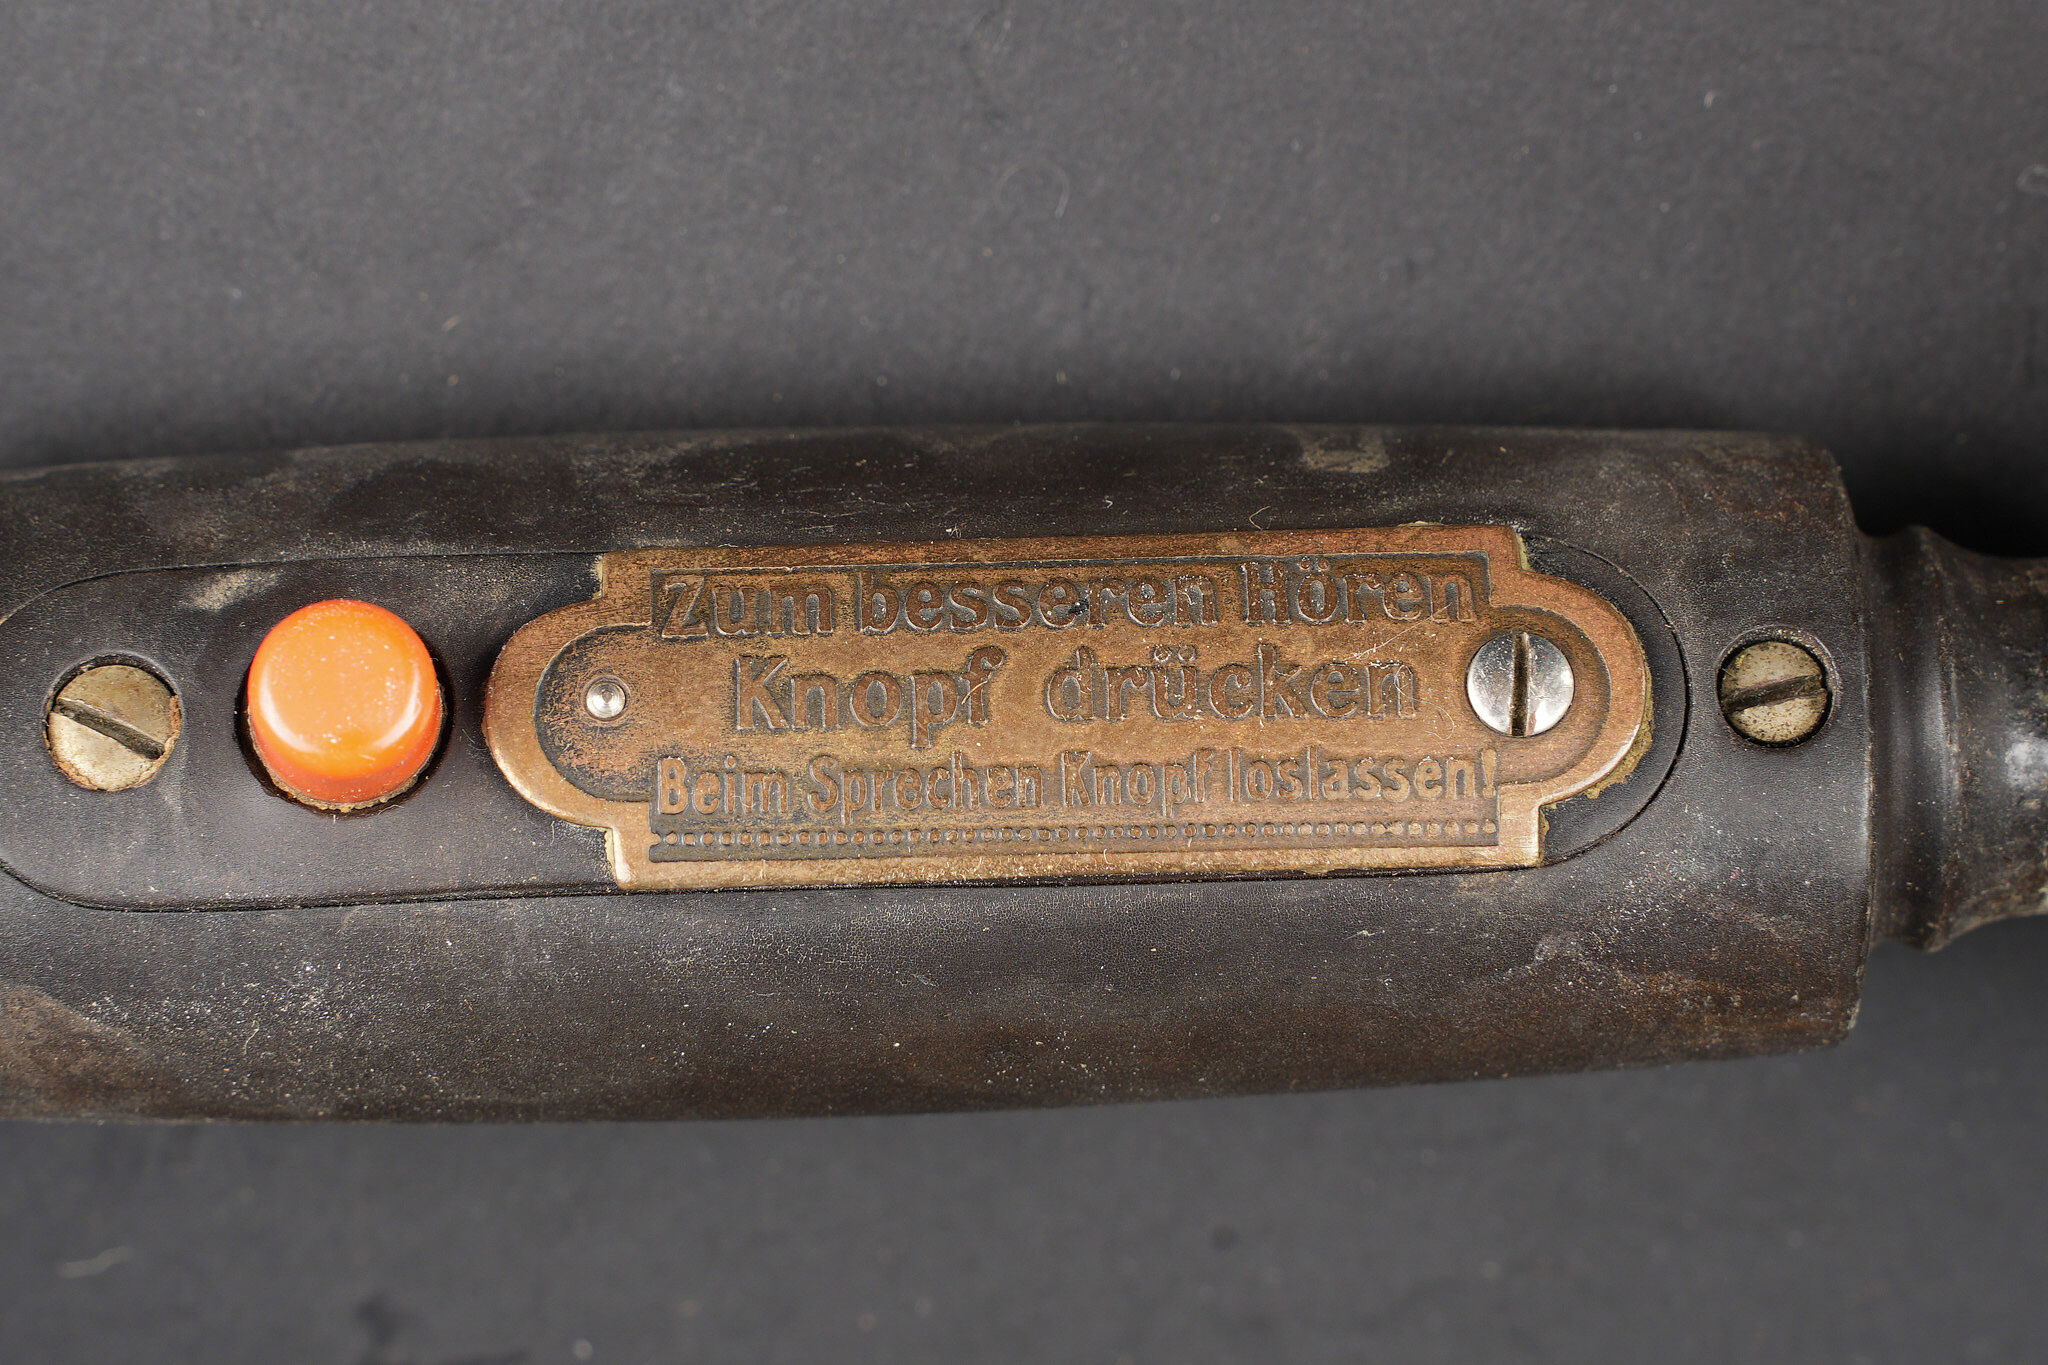 Zum besseren Hören
Knopf drücken
Beim Sprechen Knopf loslassen!